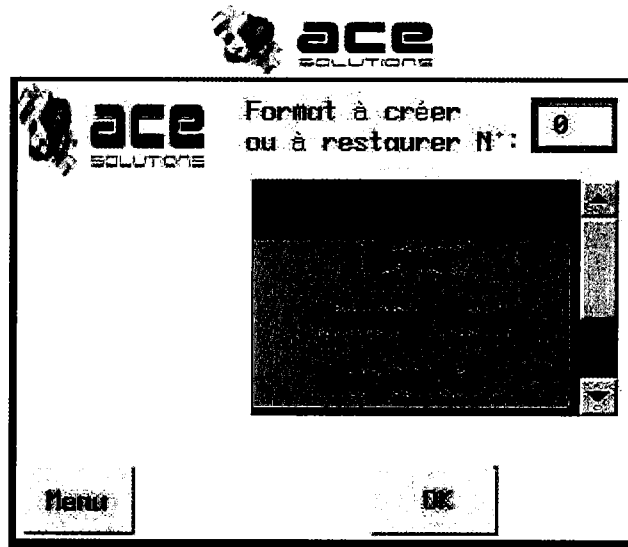 ace
SOLUTIONS
ace
SOLUTIONS
Format à créer
ou à restaurer N°:
0
Menu
OK